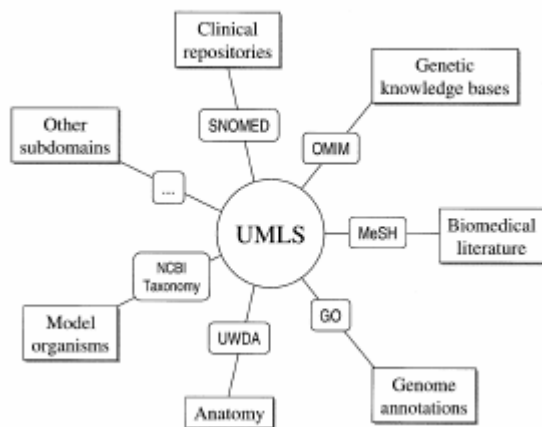 Clinical
repositories
Genetic
knowledge bases
SNOMED
Other
subdomains
OMIM
...
UMLS
MeSH
Biomedical
literature
NCBI
Taxonomy
GO
Model
organisms
UWDA
Genome
annotations
Anatomy